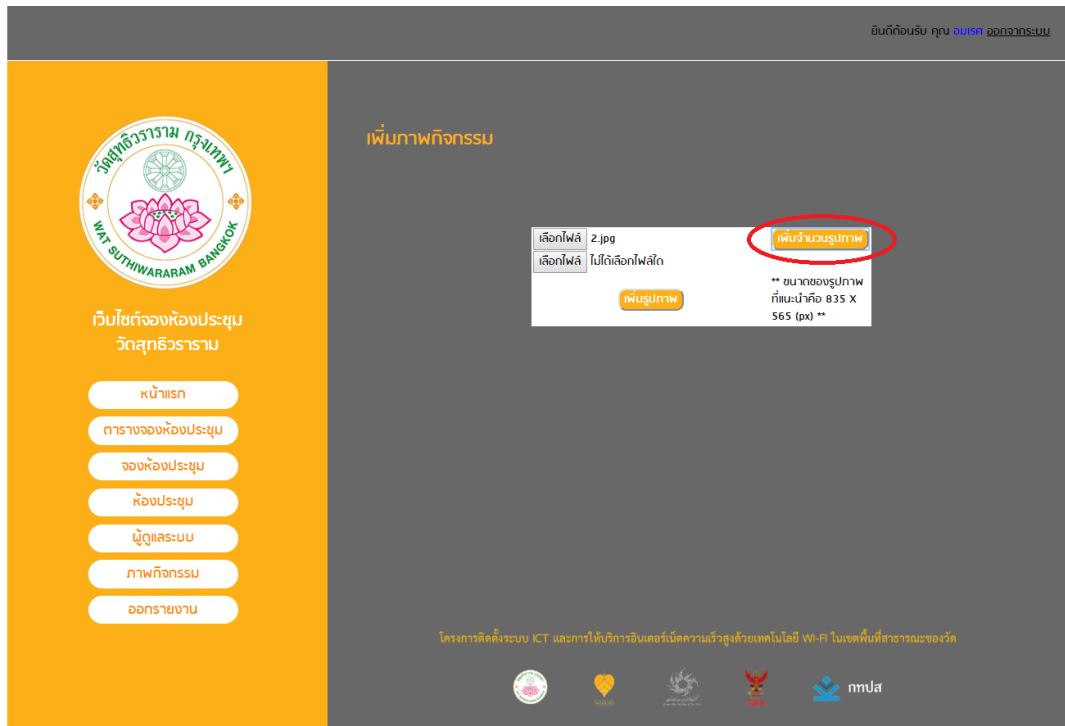 ยินดีต้อนรับ คุณ อมเรศ ออกจากระบบ
วัดสุทธิวราราม กรุงเทพฯ
WAT SUTHIWARARAM BANGKOK
เว็บไซต์จองห้องประชุม
วัดสุทธิวราราม
หน้าแรก
ตารางจองห้องประชุม
จองห้องประชุม
ห้องประชุม
ผู้ดูแลระบบ
ภาพกิจกรรม
ออกรายงาน
เพิ่มภาพกิจกรรม
เลือกไฟล์ 2.jpg
เพิ่มจำนวนรูปภาพ
เลือกไฟล์ ไม่ได้เลือกไฟล์ใด
เพิ่มรูปภาพ
** ขนาดของรูปภาพ
ที่แนะนำคือ 835 X
565 (px) **
โครงการติดตั้งระบบ ICT และการให้บริการอินเตอร์เน็ตความเร็วสูงด้วยเทคโนโลยี WI-FI ในเขตพื้นที่สาธารณะของวัด
กทปส